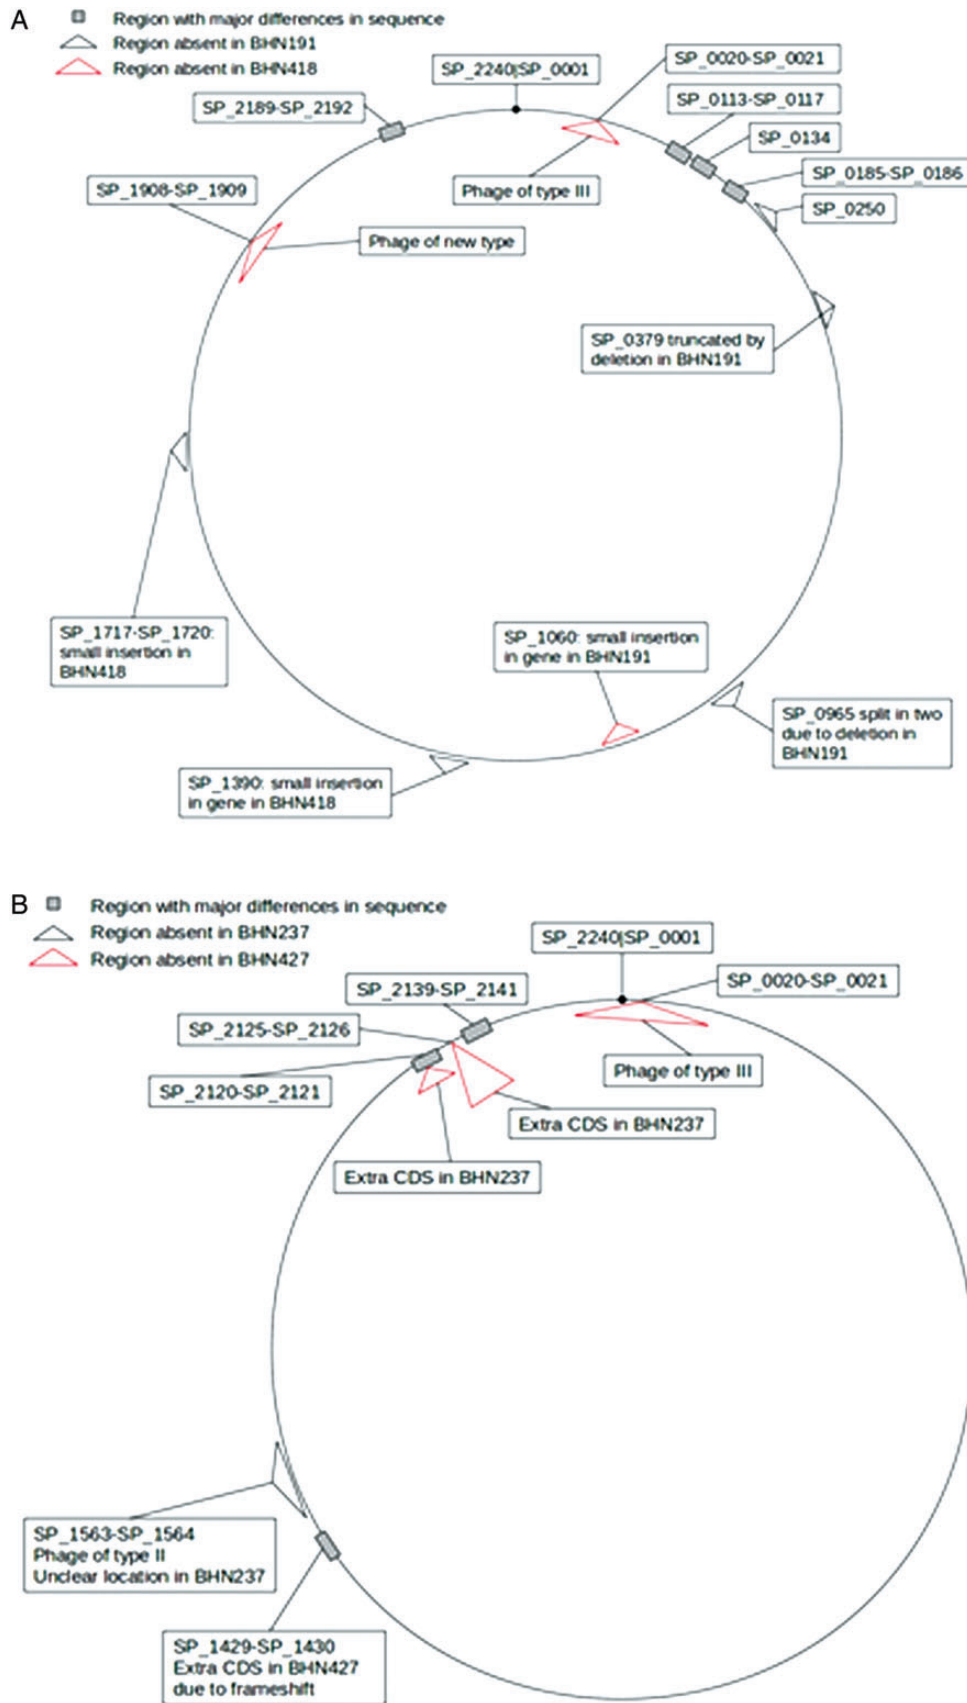 A
Region with major differences in sequence
Region absent in BHN191
Region absent in BHN418
SP_2240|SP_0001
SP_0020-SP_0021
SP_0113-SP_0117
SP_2189-SP_2192
SP_0134
SP_0185-SP_0186
SP_1908-SP_1909
Phage of type III
SP_0250
Phage of new type
SP_0379 truncated by
deletion in BHN191
SP_1717-SP_1720:
small insertion in
BHN418
SP_1060: small insertion
in gene in BHN191
SP_0965 split in two
due to deletion in
BHN191
SP_1390: small insertion
in gene in BHN418
B
Region with major differences in sequence
Region absent in BHN237
Region absent in BHN427
SP_2240|SP_0001
SP_0020-SP_0021
SP_2139-SP_2141
SP_2125-SP_2126
SP_2120-SP_2121
Phage of type III
Extra CDS in BHN237
Extra CDS in BHN237
SP_1563-SP_1564
Phage of type II
Unclear location in BHN237
SP_1429-SP_1430
Extra CDS in BHN427
due to frameshift